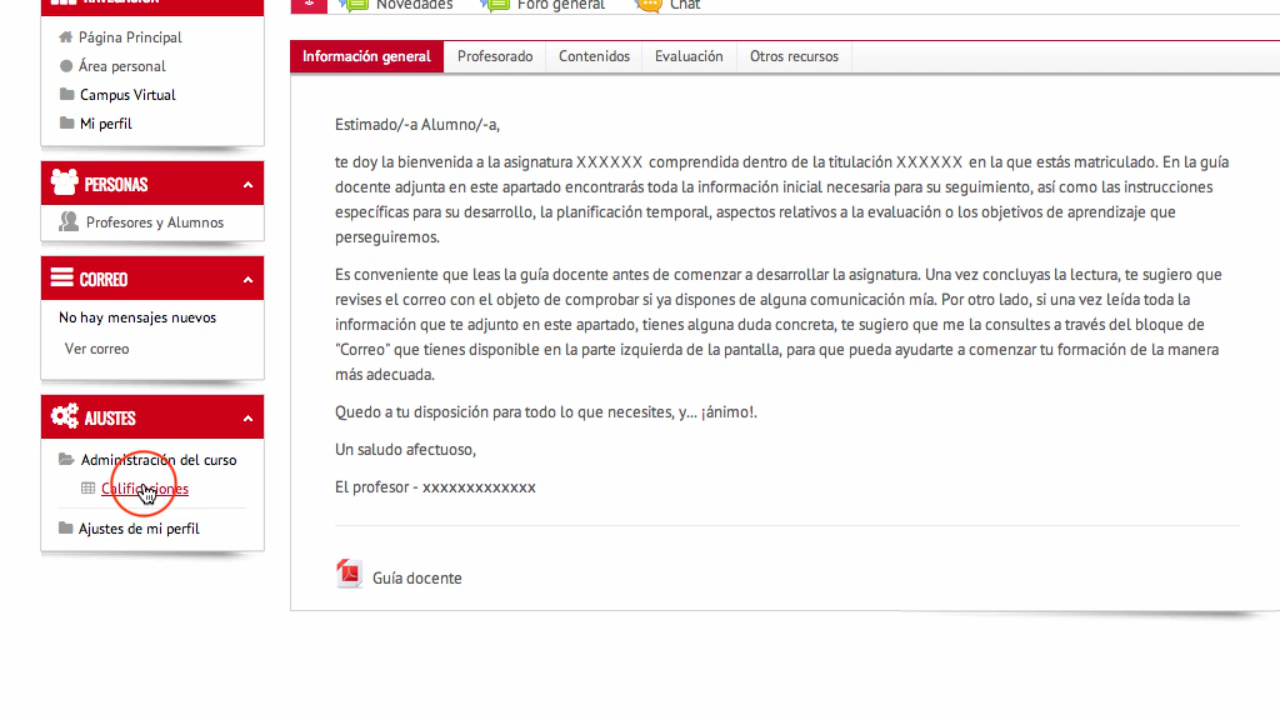 NAVEGACIÓN
Página Principal
Área personal
Campus Virtual
Mi perfil
PERSONAS
Profesores y Alumnos
CORREO
No hay mensajes nuevos
Ver correo
AJUSTES
Administración del curso
Calificaciones
Ajustes de mi perfil
Novedades Foro general Chat
Información general Profesorado Contenidos Evaluación Otros recursos
Estimado/-a Alumno/-a,
te doy la bienvenida a la asignatura XXXXXX comprendida dentro de la titulación XXXXXX en la que estás matriculado. En la guía
docente adjunta en este apartado encontrarás toda la información inicial necesaria para su seguimiento, así como las instrucciones
específicas para su desarrollo, la planificación temporal, aspectos relativos a la evaluación o los objetivos de aprendizaje que
perseguiremos.
Es conveniente que leas la guía docente antes de comenzar a desarrollar la asignatura. Una vez concluyas la lectura, te sugiero que
revises el correo con el objeto de comprobar si ya dispones de alguna comunicación mía. Por otro lado, si una vez leída toda la
información que te adjunto en este apartado, tienes alguna duda concreta, te sugiero que me la consultes a través del bloque de
"Correo" que tienes disponible en la parte izquierda de la pantalla, para que pueda ayudarte a comenzar tu formación de la manera
más adecuada.
Quedo a tu disposición para todo lo que necesites, y... ¡ánimo!.
Un saludo afectuoso,
El profesor - xxxxxxxxxxxxx
Guía docente